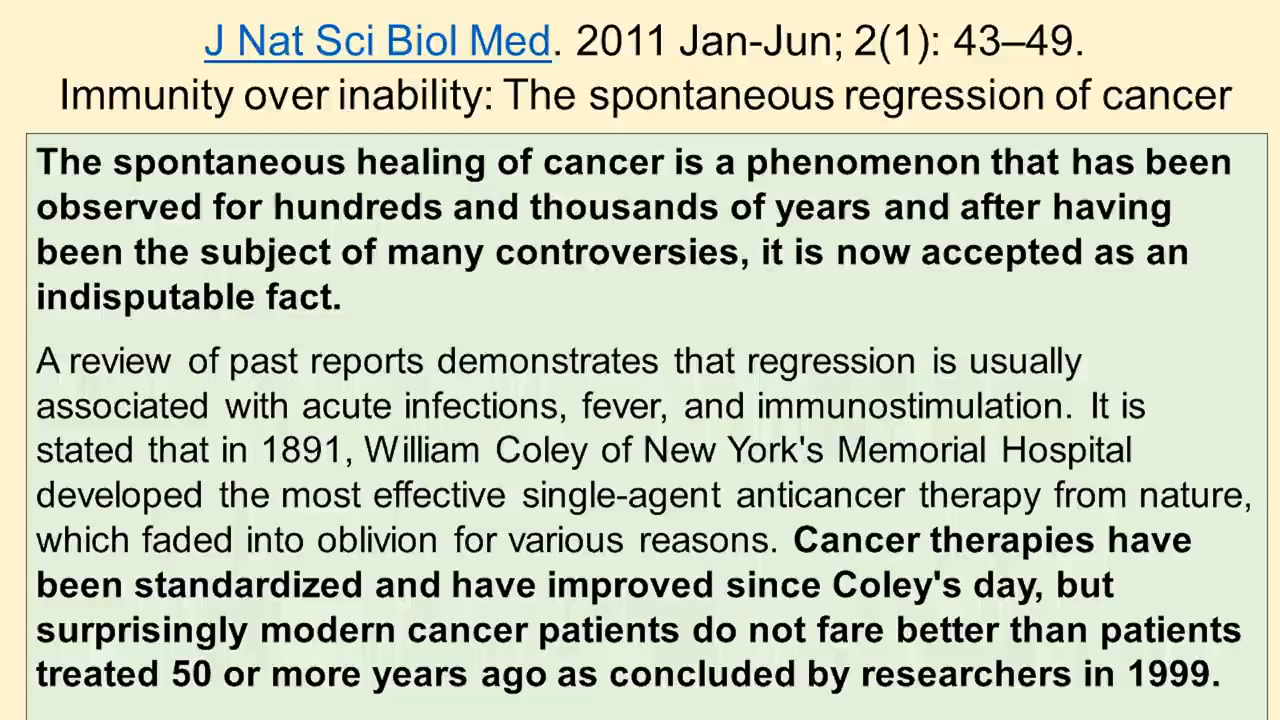 J Nat Sci Biol Med. 2011 Jan-Jun; 2(1): 43–49.
Immunity over inability: The spontaneous regression of cancer
The spontaneous healing of cancer is a phenomenon that has been
observed for hundreds and thousands of years and after having
been the subject of many controversies, it is now accepted as an
indisputable fact.
A review of past reports demonstrates that regression is usually
associated with acute infections, fever, and immunostimulation. It is
stated that in 1891, William Coley of New York's Memorial Hospital
developed the most effective single-agent anticancer therapy from nature,
which faded into oblivion for various reasons. Cancer therapies have
been standardized and have improved since Coley's day, but
surprisingly modern cancer patients do not fare better than patients
treated 50 or more years ago as concluded by researchers in 1999.